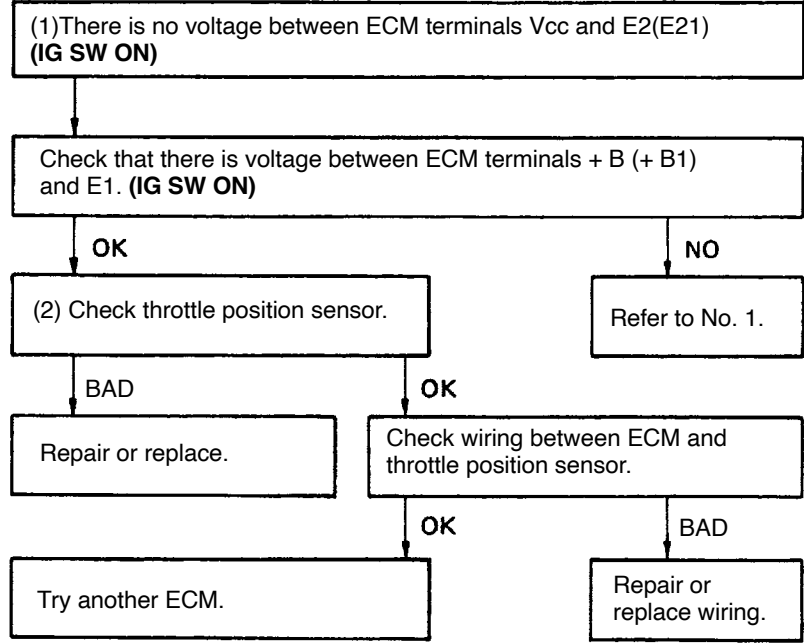 (1)There is no voltage between ECM terminals Vcc and E2(E21)
(IG SW ON)
Check that there is voltage between ECM terminals + B (+ B1)
and E1. (IG SW ON)
OK
NO
(2) Check throttle position sensor.
Refer to No. 1.
BAD
OK
Repair or replace.
Check wiring between ECM and
throttle position sensor.
OK
BAD
Try another ECM.
Repair or
replace wiring.